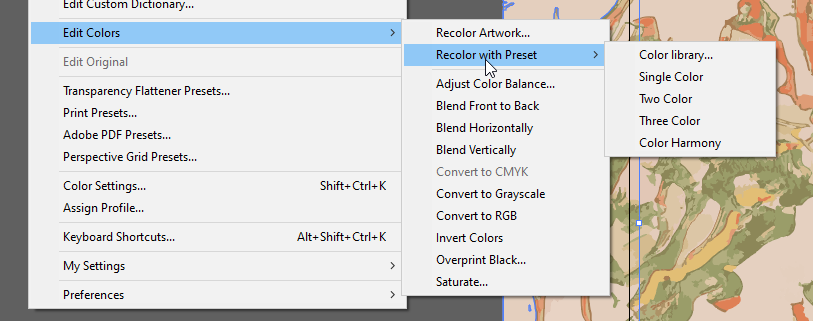 Edit Custom Dictionary...
Edit Colors
Edit Original
Transparency Flattener Presets...
Print Presets...
Adobe PDF Presets...
Perspective Grid Presets...
Color Settings... Shift+Ctrl+K
Assign Profile...
Keyboard Shortcuts... Alt+Shift+Ctrl+K
My Settings
Preferences
Recolor Artwork...
Recolor with Preset
Adjust Color Balance...
Blend Front to Back
Blend Horizontally
Blend Vertically
Convert to CMYK
Convert to Grayscale
Convert to RGB
Invert Colors
Overprint Black...
Saturate...
Color library...
Single Color
Two Color
Three Color
Color Harmony